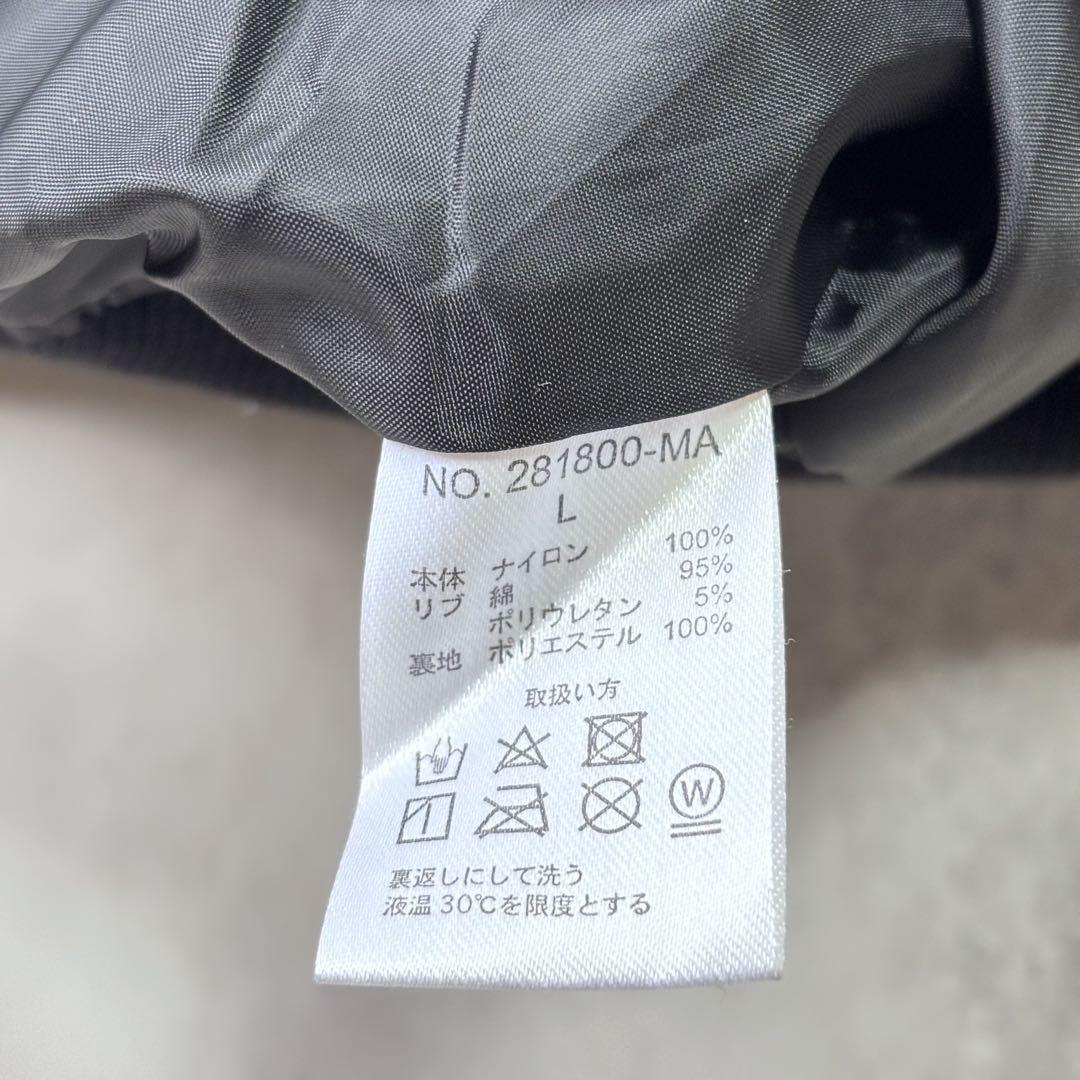 NO. 281800-MA
L
本体 ナイロン 100%
リブ 綿 95%
ポリウレタン 5%
裏地 ポリエステル 100%
取扱い方
W
裏返しにして洗う
液温 30℃を限度とする